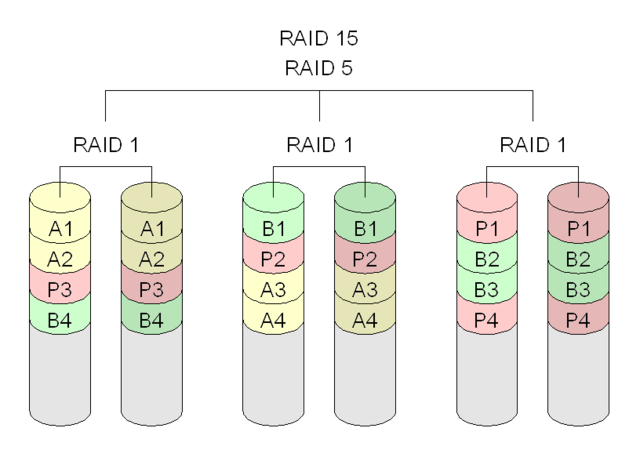 RAID 15
RAID 5
RAID 1 RAID 1 RAID 1
A1 A1 B1 B1 P1 P1
A2 A2 P2 P2 B2 B2
P3 P3 A3 A3 B3 B3
B4 B4 A4 A4 P4 P4